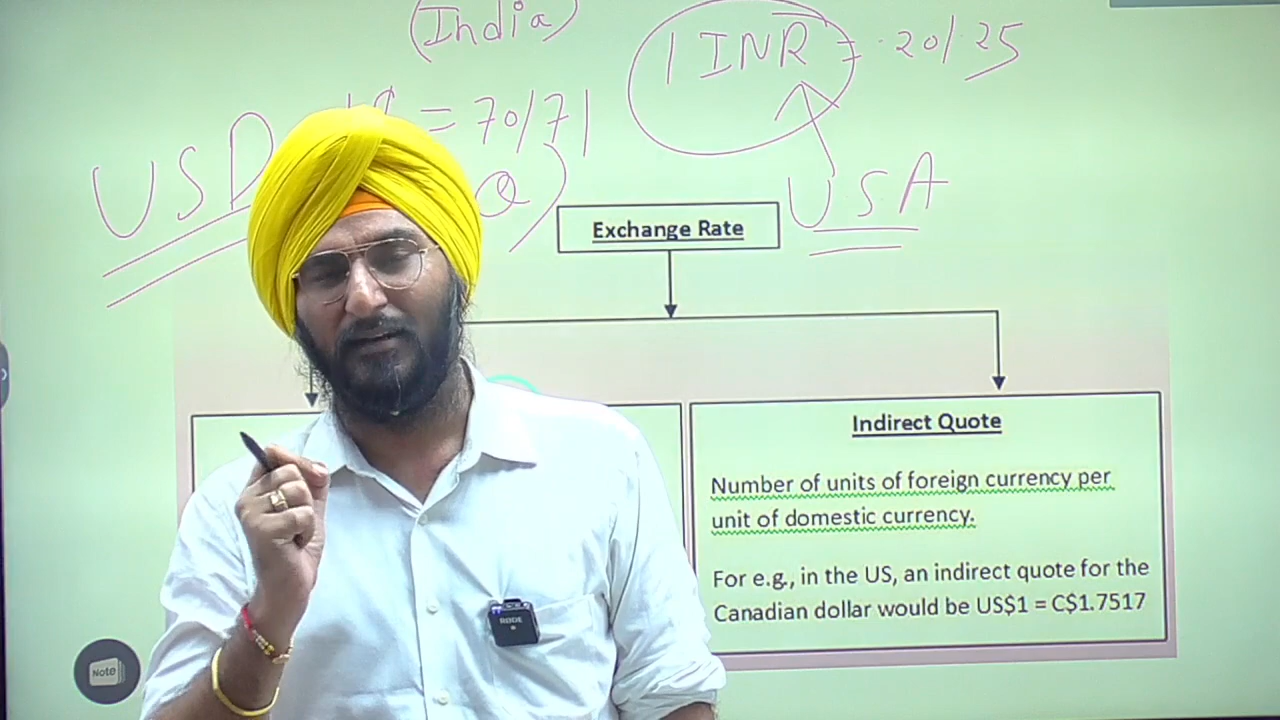 (India)
1 INR = .20/.25
= 70/71
USD
Q)
USA
Exchange Rate
Indirect Quote
Number of units of foreign currency per
unit of domestic currency.
For e.g., in the US, an indirect quote for the
Canadian dollar would be US$1 = C$1.7517
RODE
Note